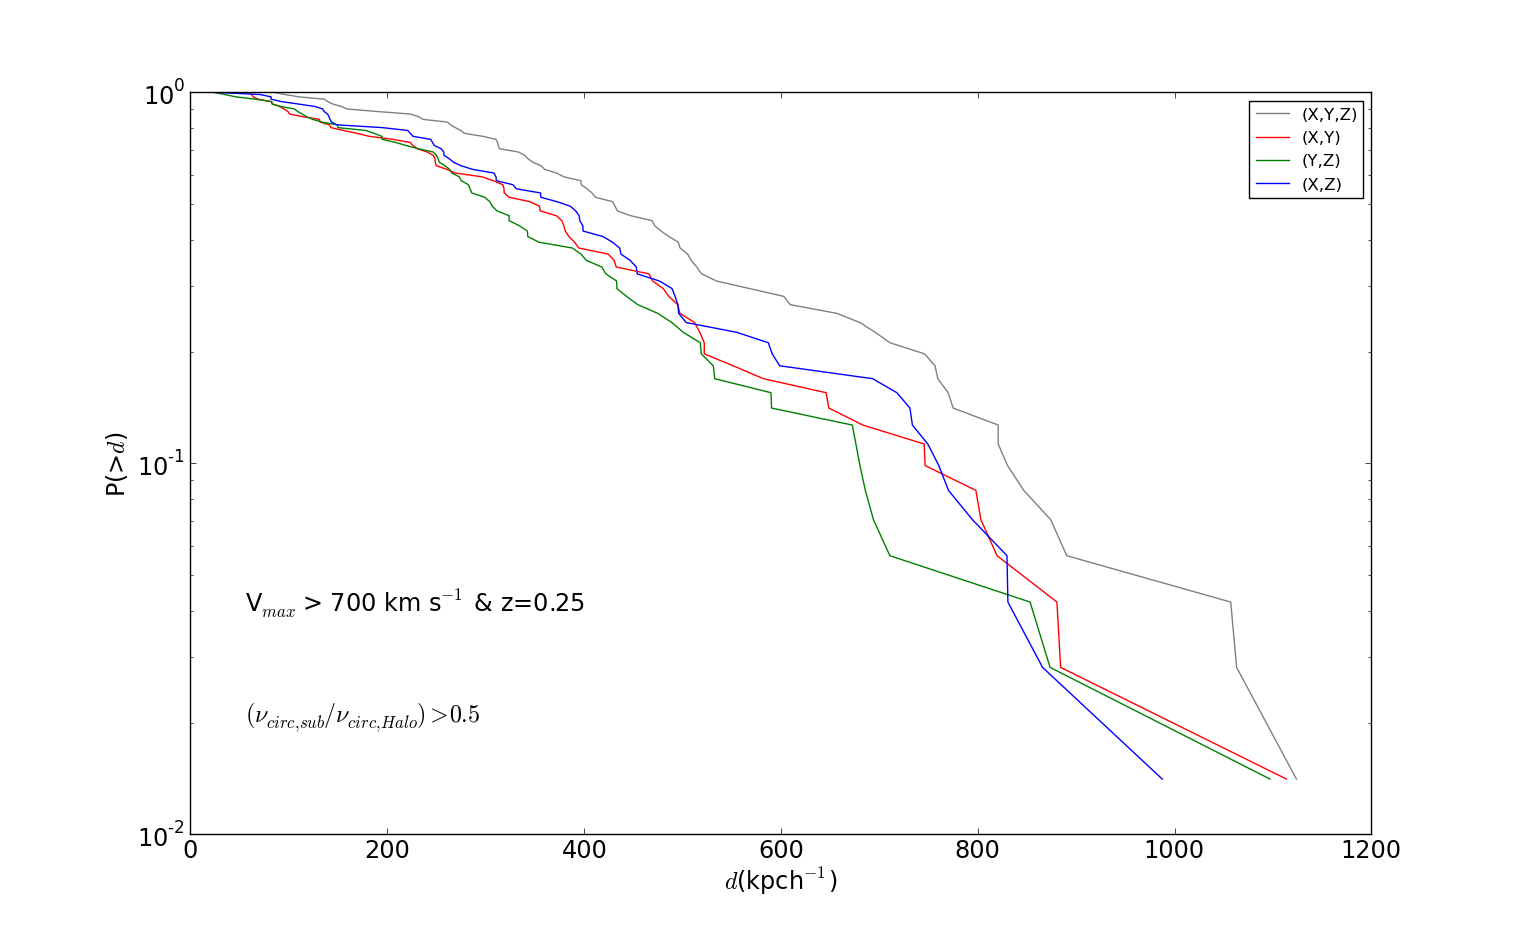 10^0
(X,Y,Z)
(X,Y)
(Y,Z)
(X,Z)
P(>d)
10^-1
V_max > 700 km s^−1 & z=0.25
(ν_circ,sub/ν_circ,Halo)>0.5
10^-2
0 200 400 600 800 1000 1200
d(kpch^−1)